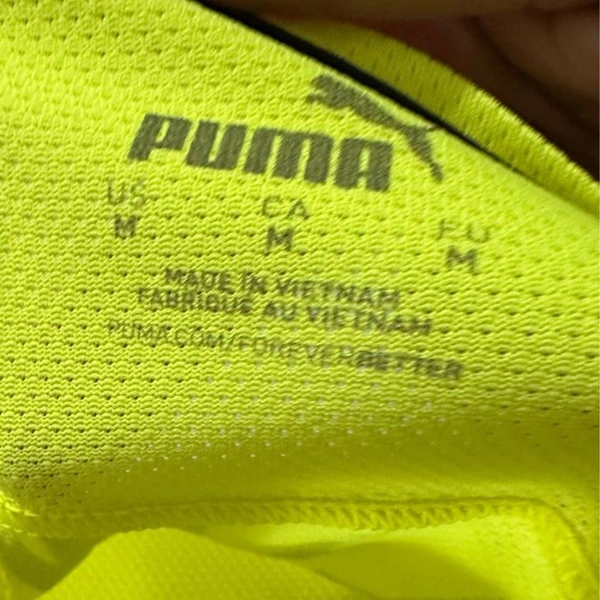 PUMA
US CA EU
M M M
MADE IN VIETNAM
FABRIQUE AU VIETNAM
PUMA.COM/FOREVERBETTER